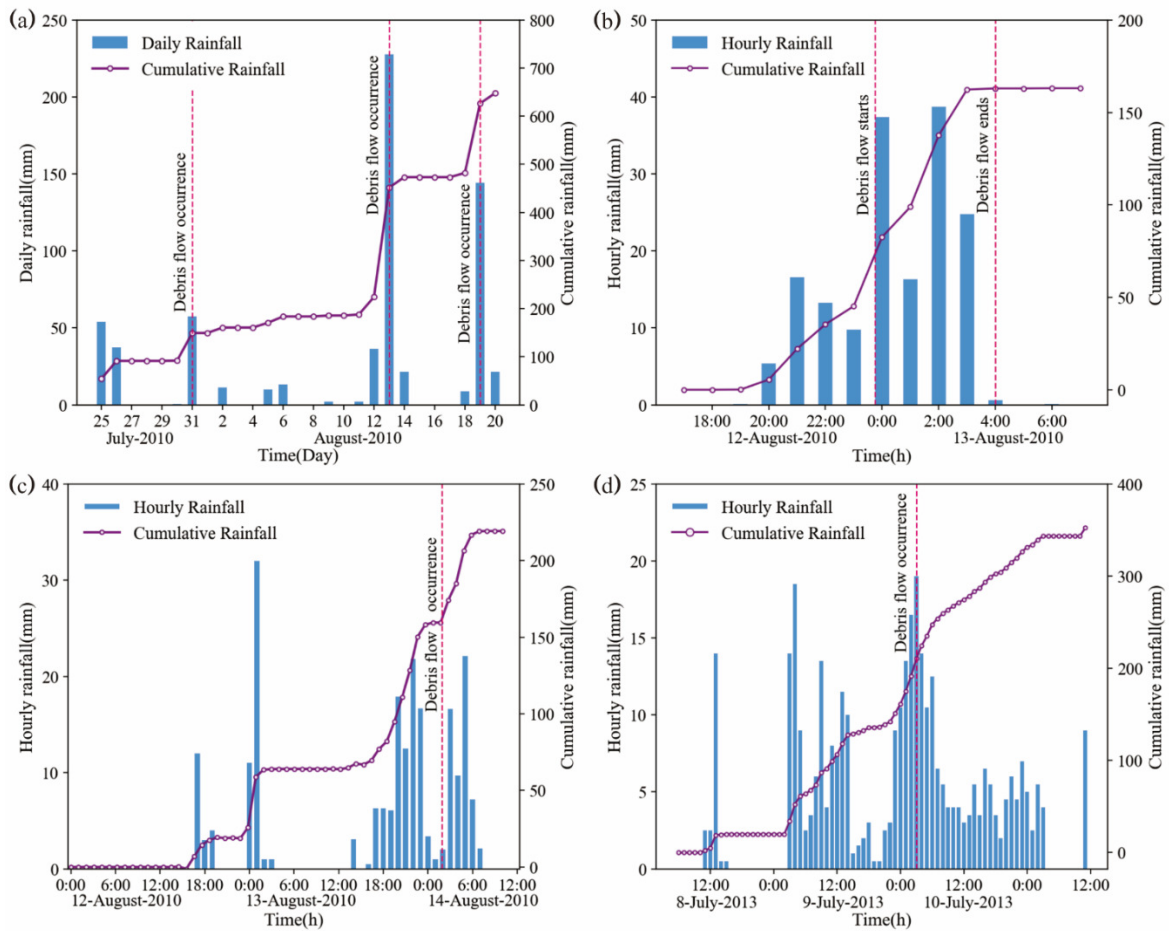 (a)
Daily Rainfall
Cumulative Rainfall
Debris flow occurrence
Debris flow occurrence
Debris flow occurrence
Daily rainfall(mm)
0 50 100 150 200 250
Cumulative rainfall(mm)
0 100 200 300 400 500 600 700 800
25 27 29 31 2 4 6 8 10 12 14 16 18 20
July-2010 August-2010
Time(Day)
(b)
Hourly Rainfall
Cumulative Rainfall
Debris flow starts
Debris flow ends
Hourly rainfall(mm)
0 10 20 30 40 50
Cumulative rainfall(mm)
0 50 100 150 200
18:00 20:00 22:00 0:00 2:00 4:00 6:00
12-August-2010 13-August-2010
Time(h)
(c)
Hourly Rainfall
Cumulative Rainfall
Debris flow occurrence
Hourly rainfall(mm)
0 10 20 30 40
Cumulative rainfall(mm)
0 50 100 150 200 250
0:00 6:00 12:00 18:00 0:00 6:00 12:00 18:00 0:00 6:00 12:00
12-August-2010 13-August-2010 14-August-2010
Time(h)
(d)
Hourly Rainfall
Cumulative Rainfall
Debris flow occurrence
Hourly rainfall(mm)
0 5 10 15 20 25
Cumulative rainfall(mm)
0 100 200 300 400
12:00 0:00 12:00 0:00 12:00 0:00 12:00
8-July-2013 9-July-2013 10-July-2013
Time(h)